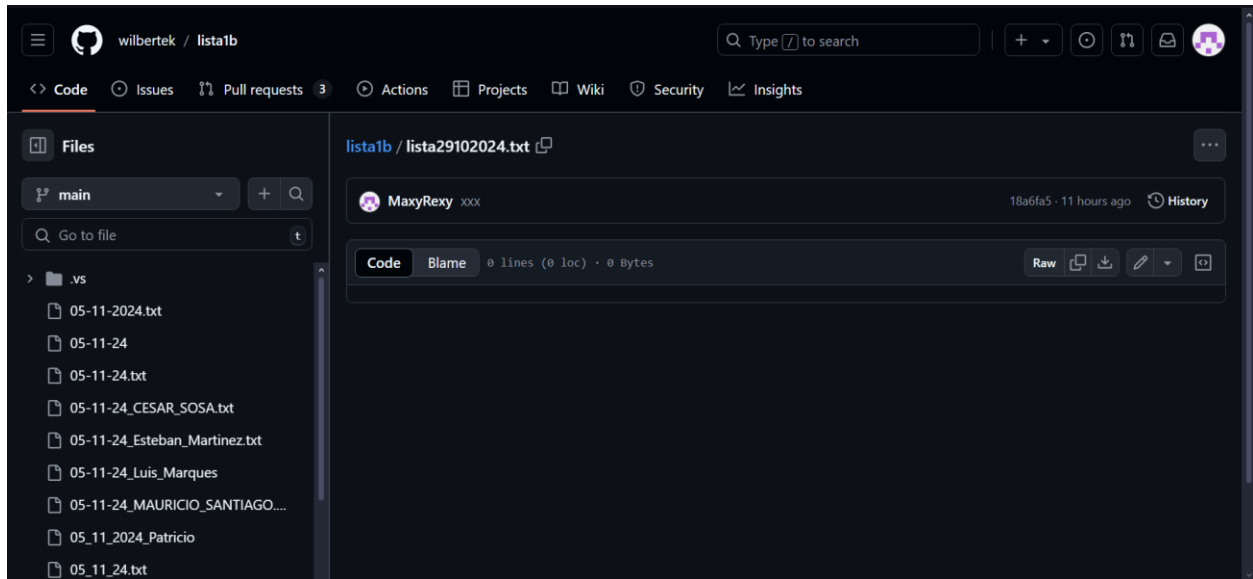 wilbertek / lista1b
Type / to search
Code
Issues
Pull requests 3
Actions
Projects
Wiki
Security
Insights
Files
main
Go to file
t
.vs
05-11-2024.txt
05-11-24
05-11-24.txt
05-11-24_CESAR_SOSA.txt
05-11-24_Esteban_Martinez.txt
05-11-24_Luis_Marques
05-11-24_MAURICIO_SANTIAGO....
05_11_2024_Patricio
05_11_24.txt
lista1b / lista29102024.txt
MaxyRexy xxx 18a6fa5 · 11 hours ago History
Code Blame 0 lines (0 loc) · 0 Bytes Raw